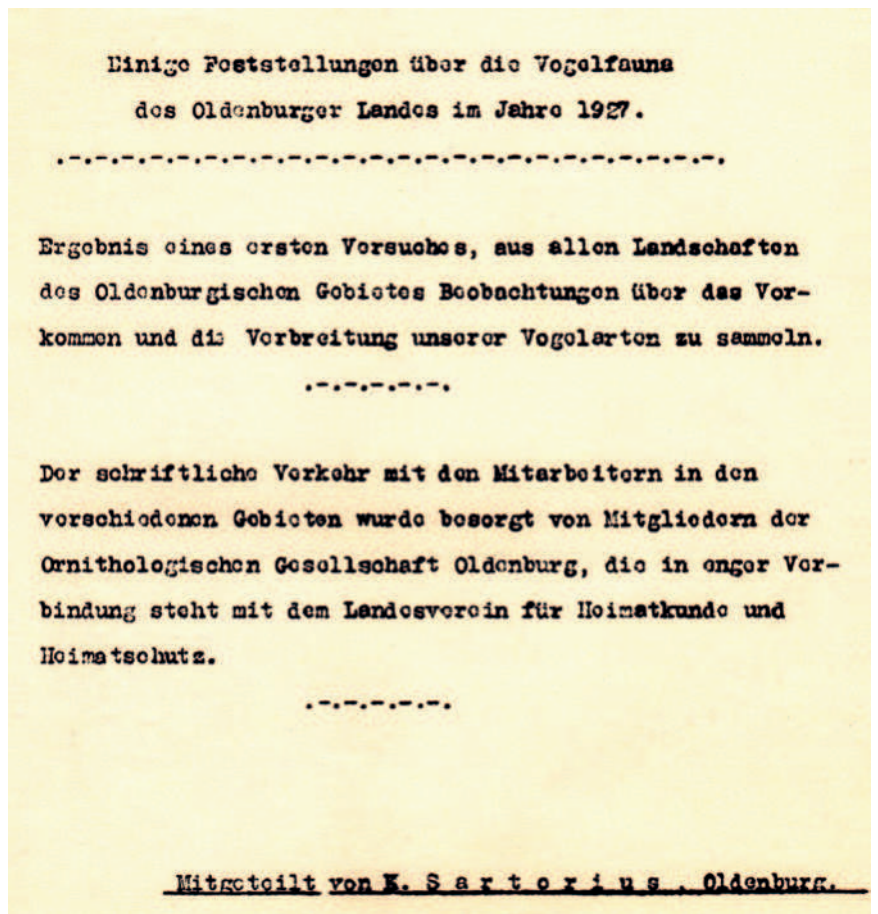 Einige Feststellungen über die Vogelfauna
des Oldenburger Landes im Jahre 1927.
.-.-.-.-.-.-.-.-.-.-.-.-.-.-.-.-.-.-.-.-.-.-.-.-.
Ergebnis eines ersten Versuches, aus allen Landschaften
des Oldenburgischen Gebietes Beobachtungen über das Vor-
kommen und die Verbreitung unserer Vogelarten zu sammeln.
.-.-.-.-.-.
Der schriftliche Verkehr mit den Mitarbeitern in den
verschiedenen Gebieten wurde besorgt von Mitgliedern der
Ornithologischen Gesellschaft Oldenburg, die in enger Ver-
bindung steht mit dem Landesverein für Heimatkunde und
Heimatschutz.
.-.-.-.-.-.
Mitgeteilt von K. S a r t o r i u s , Oldenburg.